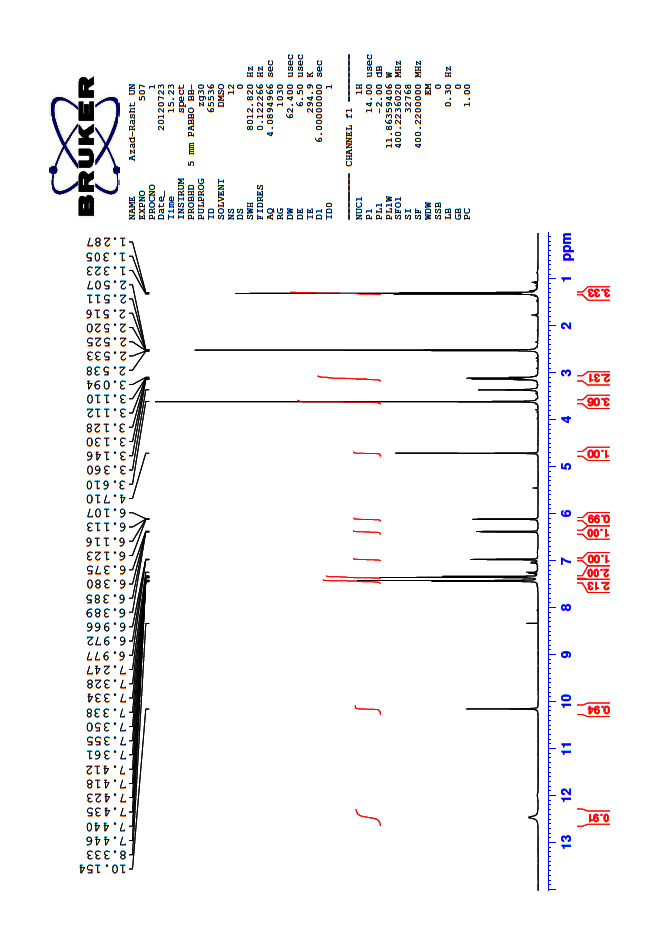 BRUKER
NAME Azad-Rasht UN
EXPNO 507
PROCNO 1
Date_ 20120723
Time 15.23
INSTRUM spect
PROBHD 5 mm PABBO BB-
PULPROG zg30
TD 65536
SOLVENT DMSO
NS 12
DS 0
SWH 8012.820 Hz
FIDRES 0.122266 Hz
AQ 4.0894966 sec
RG 1030
DW 62.400 usec
DE 6.50 usec
TE 294.9 K
D1 6.00000000 sec
TD0 1
======== CHANNEL f1 ========
NUC1 1H
P1 14.00 usec
PL1 -2.00 dB
PL1W 11.86359406 W
SFO1 400.2236020 MHz
SI 32768
SF 400.2200000 MHz
WDW EM
SSB 0
LB 0.30 Hz
GB 0
PC 1.00
1.287
1.305
1.323
2.507
2.511
2.516
2.520
2.525
2.533
2.538
3.094
3.110
3.112
3.128
3.130
3.146
3.360
3.610
4.710
6.107
6.113
6.116
6.123
6.375
6.380
6.385
6.389
6.966
6.972
6.977
7.247
7.328
7.334
7.338
7.350
7.355
7.361
7.412
7.418
7.423
7.435
7.440
7.446
8.333
10.154
13 12 11 10 9 8 7 6 5 4 3 2 1 ppm
0.91
0.94
2.13
2.00
1.00
1.00
0.99
1.00
3.06
2.31
3.33